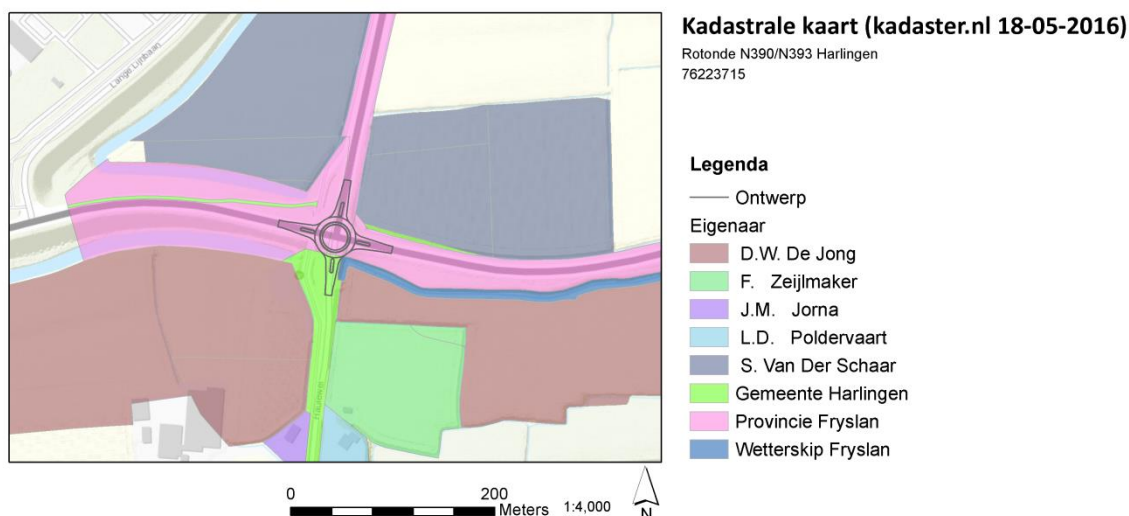 Kadastrale kaart (kadaster.nl 18-05-2016)
Rotonde N390/N393 Harlingen
76223715
Lange Lijnbaan
Legenda
Ontwerp
Eigenaar
D.W. De Jong
F. Zeijlmaker
J.M. Jorna
L.D. Poldervaart
S. Van Der Schaar
Gemeente Harlingen
Provincie Fryslan
Wetterskip Fryslan
0 200
Meters 1:4,000
N